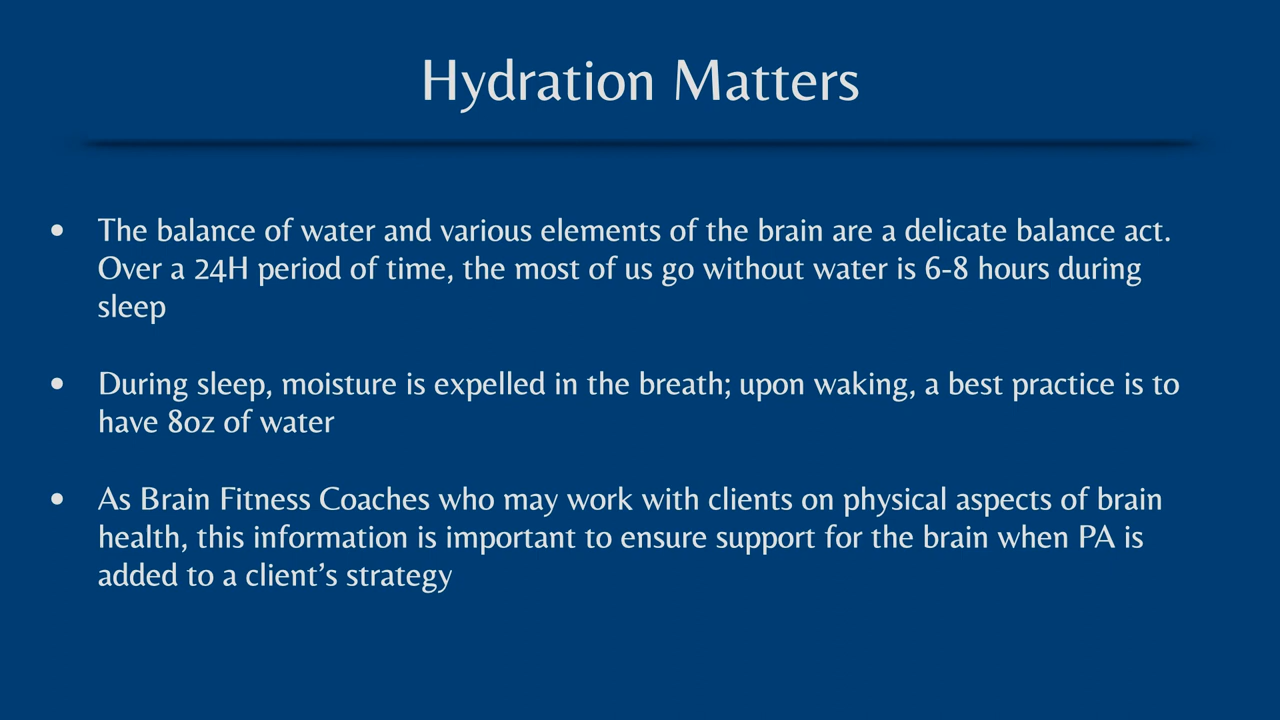 Hydration Matters
• The balance of water and various elements of the brain are a delicate balance act.
Over a 24H period of time, the most of us go without water is 6-8 hours during
sleep
• During sleep, moisture is expelled in the breath; upon waking, a best practice is to
have 8oz of water
• As Brain Fitness Coaches who may work with clients on physical aspects of brain
health, this information is important to ensure support for the brain when PA is
added to a client’s strategy